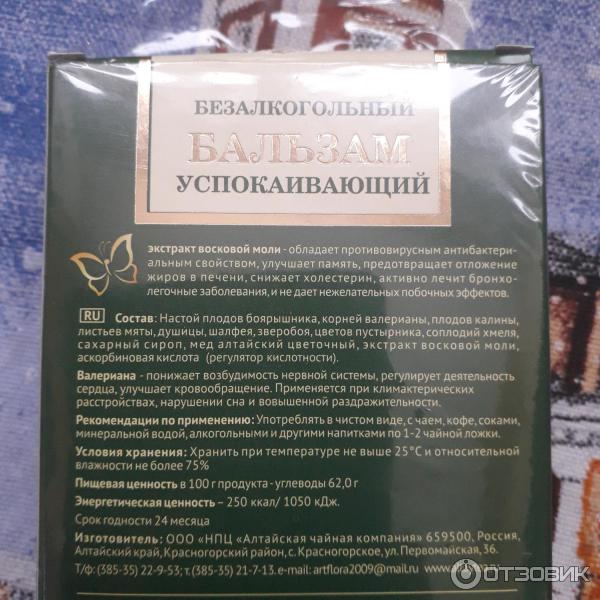 БЕЗАЛКОГОЛЬНЫЙ
БАЛЬЗАМ
УСПОКАИВАЮЩИЙ
экстракт восковой моли - обладает противовирусным антибактери-
альным свойством, улучшает память, предотвращает отложение
жиров в печени, снижает холестерин, активно лечит бронхо-
легочные заболевания, и не дает нежелательных побочных эффектов.
RU Состав: Настой плодов боярышника, корней валерианы, плодов калины,
листьев мяты, душицы, шалфея, зверобоя, цветов пустырника, соплодий хмеля,
сахарный сироп, мед алтайский цветочный, экстракт восковой моли,
аскорбиновая кислота (регулятор кислотности).
Валериана - понижает возбудимость нервной системы, регулирует деятельность
сердца, улучшает кровообращение. Применяется при климактерических
расстройствах, нарушении сна и вовышенной раздражительности.
Рекомендации по применению: Употреблять в чистом виде, с чаем, кофе, соками,
минеральной водой, алкогольными и другими напитками по 1-2 чайной ложки.
Условия хранения: Хранить при температуре не выше 25°С и относительной
влажности не более 75%
Пищевая ценность в 100 г продукта - углеводы 62,0 г
Энергетическая ценность – 250 ккал/ 1050 кДж.
Срок годности 24 месяца
Изготовитель: ООО «НПЦ «Алтайская чайная компания» 659500, Россия,
Алтайский край, Красногорский район, с. Красногорское, ул. Первомайская, 36.
Т/ф: (385-35) 22-9-53; т. (385-35) 21-7-13. e-mail: artflora2009@mail.ru
ОТЗОВИК